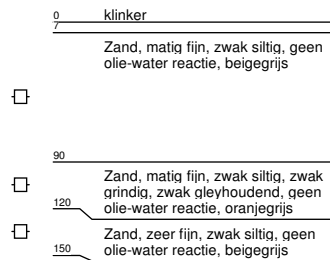 0 klinker
7
Zand, matig fijn, zwak siltig, geen
olie-water reactie, beigegrijs
90
Zand, matig fijn, zwak siltig, zwak
grindig, zwak gleyhoudend, geen
120 olie-water reactie, oranjegrijs
Zand, zeer fijn, zwak siltig, geen
150 olie-water reactie, beigegrijs